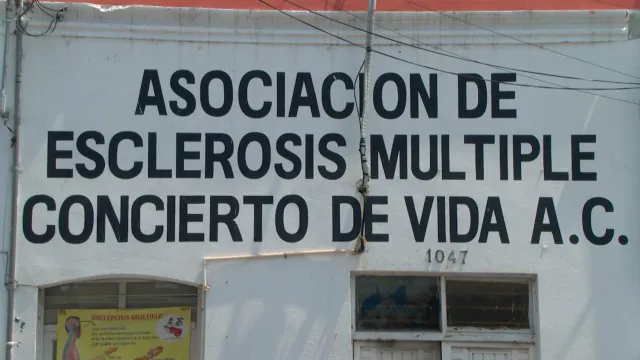 ASOCIACION DE
ESCLEROSIS MULTIPLE
CONCIERTO DE VIDA A.C.
1047
ESCLEROSIS MULTIPLE